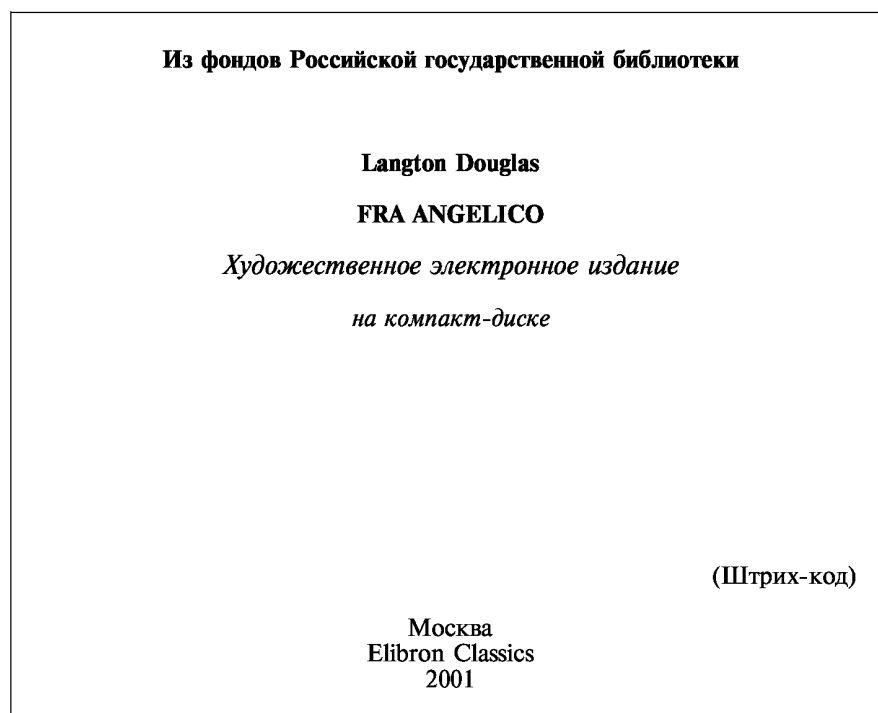 Из фондов Российской государственной библиотеки
Langton Douglas
FRA ANGELICO
Художественное электронное издание
на компакт-диске
(Штрих-код)
Москва
Elibron Classics
2001